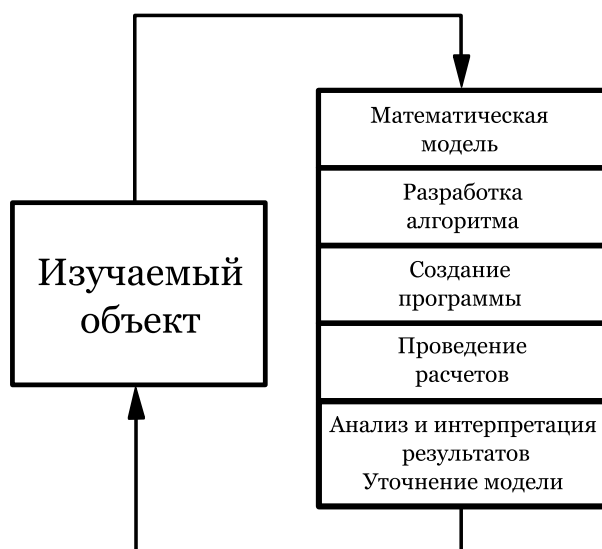 Изучаемый
объект
Математическая
модель
Разработка
алгоритма
Создание
программы
Проведение
расчетов
Анализ и интерпретация
результатов
Уточнение модели